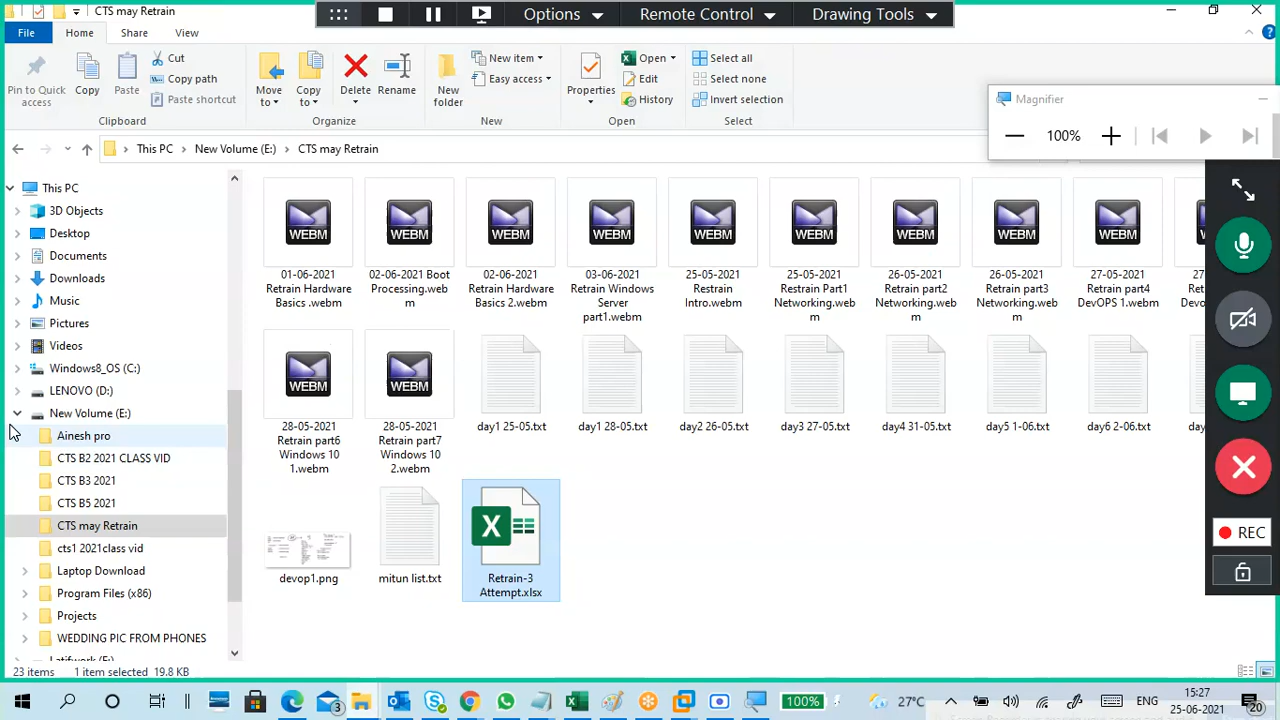 CTS may Retrain
Options
Remote Control
Drawing Tools
File
Home
Share
View
Pin to Quick access
Copy
Paste
Cut
Copy path
Paste shortcut
Clipboard
Move to
Copy to
Delete
Rename
Organize
New folder
New item
Easy access
New
Properties
Open
Edit
History
Open
Select all
Select none
Invert selection
Select
Magnifier
100%
This PC
New Volume (E:)
CTS may Retrain
This PC
3D Objects
Desktop
Documents
Downloads
Music
Pictures
Videos
Windows8_OS (C:)
LENOVO (D:)
New Volume (E:)
Ainesh pro
CTS B2 2021 CLASS VID
CTS B3 2021
CTS B5 2021
CTS may Retrain
cts1 2021class vid
Laptop Download
Program Files (x86)
Projects
WEDDING PIC FROM PHONES
WEBM
WEBM
WEBM
WEBM
WEBM
WEBM
WEBM
WEBM
WEBM
01-06-2021
Retrain Hardware
Basics .webm
02-06-2021 Boot
Processing.web
m
02-06-2021
Retrain Hardware
Basics 2.webm
03-06-2021
Retrain Windows
Server
part1.webm
25-05-2021
Restrain
Intro.webm
25-05-2021
Restrain Part1
Networking.web
m
26-05-2021
Retrain part2
Networking.web
m
26-05-2021
Retrain part3
Networking.web
m
27-05-2021
Retrain part4
DevOPS 1.webm
WEBM
WEBM
28-05-2021
Retrain part6
Windows 10
1.webm
28-05-2021
Retrain part7
Windows 10
2.webm
day1 25-05.txt
day1 28-05.txt
day2 26-05.txt
day3 27-05.txt
day4 31-05.txt
day5 1-06.txt
day6 2-06.txt
devop1.png
mitun list.txt
Retrain-3
Attempt.xlsx
REC
23 items
1 item selected 19.8 KB
3
100%
27°C
ENG
15:27
25-06-2021
20